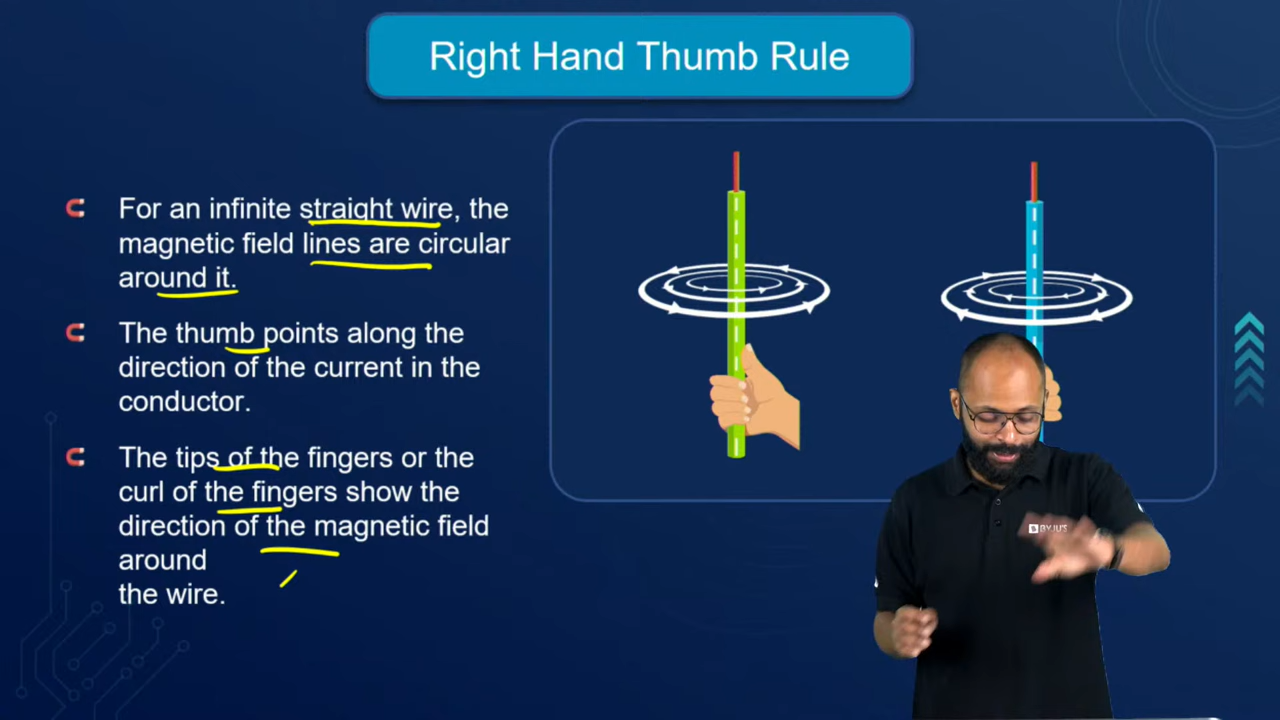 Right Hand Thumb Rule
For an infinite straight wire, the
magnetic field lines are circular
around it.
The thumb points along the
direction of the current in the
conductor.
The tips of the fingers or the
curl of the fingers show the
direction of the magnetic field
around
the wire.
BYJU'S